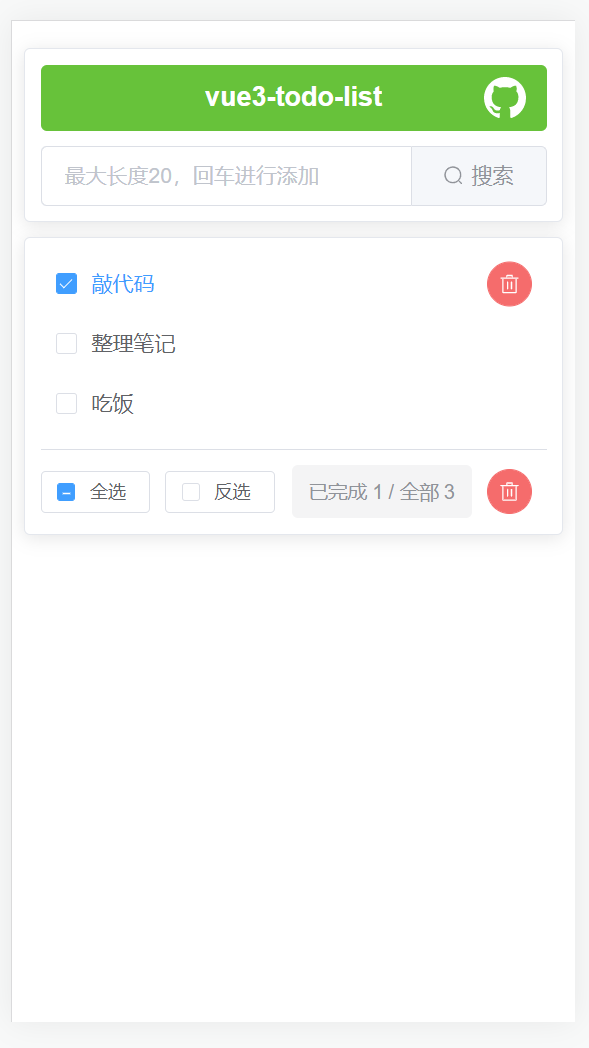 vue3-todo-list
最大长度20，回车进行添加 搜索
敲代码
整理笔记
吃饭
全选 反选 已完成 1 / 全部 3